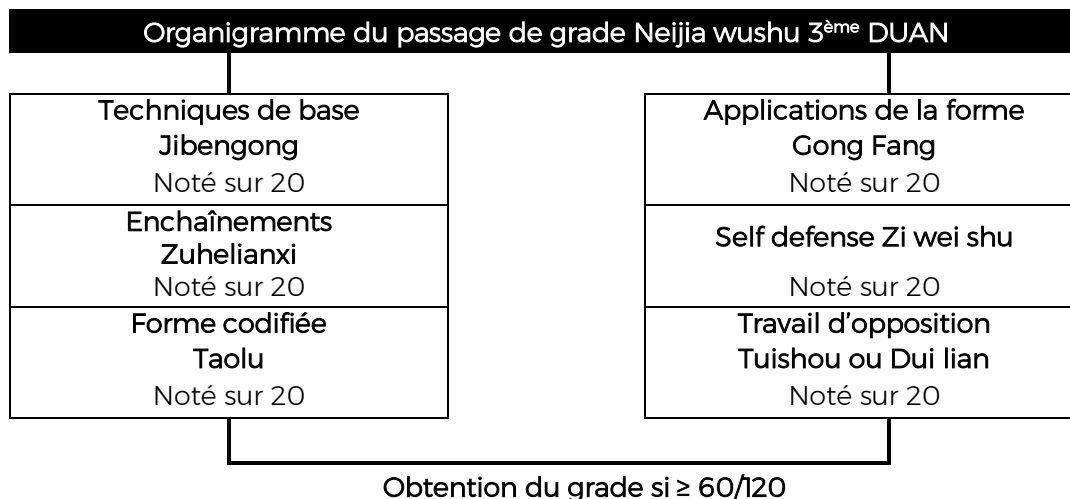 Organigramme du passage de grade Neijia wushu 3ème DUAN
Techniques de base
Jibengong
Noté sur 20
Enchaînements
Zuhelianxi
Noté sur 20
Forme codifiée
Taolu
Noté sur 20
Applications de la forme
Gong Fang
Noté sur 20
Self defense Zi wei shu
Noté sur 20
Travail d’opposition
Tuishou ou Dui lian
Noté sur 20
Obtention du grade si ≥ 60/120